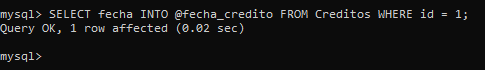 mysql> SELECT fecha INTO @fecha_credito FROM Creditos WHERE id = 1;
Query OK, 1 row affected (0.02 sec)
mysql>